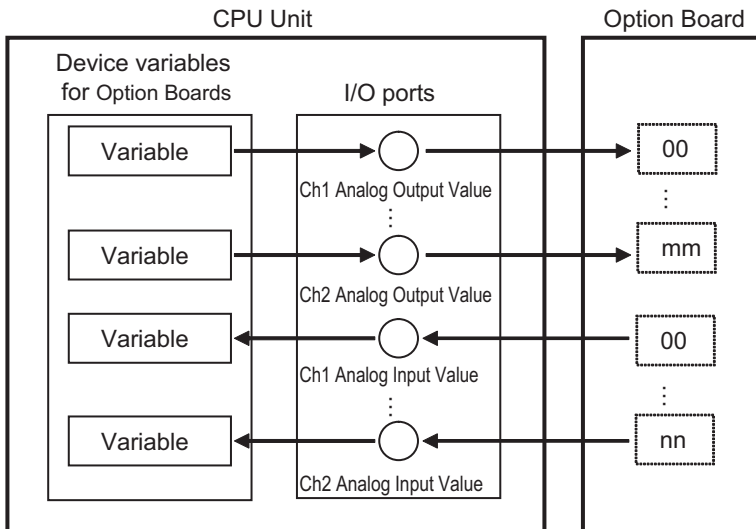 CPU Unit
Option Board
Device variables
for Option Boards
I/O ports
Variable
00
Ch1 Analog Output Value
Variable
mm
Ch2 Analog Output Value
Variable
00
Ch1 Analog Input Value
Variable
nn
Ch2 Analog Input Value